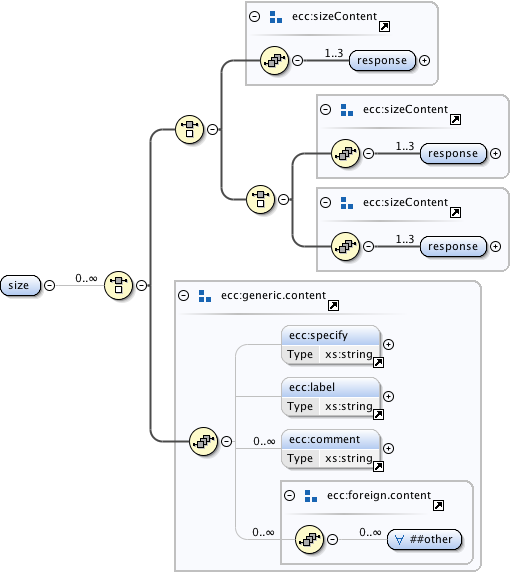 ecc:sizeContent
1..3
response
ecc:sizeContent
1..3
response
ecc:sizeContent
1..3
response
size
0..∞
ecc:generic.content
ecc:specify
Type xs:string
ecc:label
Type xs:string
0..∞
ecc:comment
Type xs:string
ecc:foreign.content
0..∞
0..∞
∀ ##other